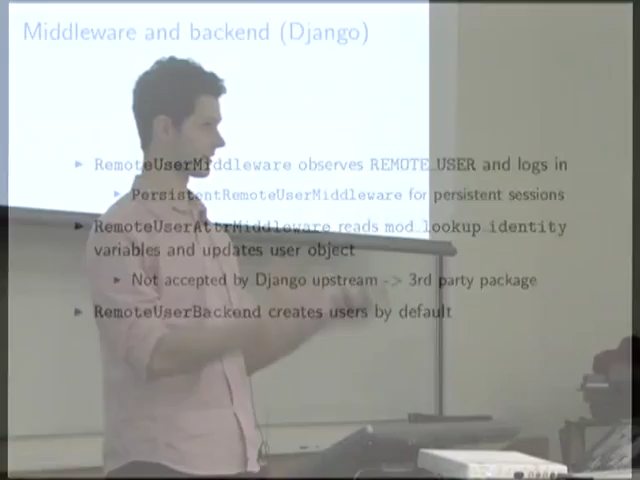 Middleware and backend (Django)
RemoteUserMiddleware observes REMOTE_USER and logs in
PersistentRemoteUserMiddleware for persistent sessions
RemoteUserAttrMiddleware reads mod_lookup_identity
variables and updates user object
Not accepted by Django upstream -> 3rd party package
RemoteUserBackend creates users by default